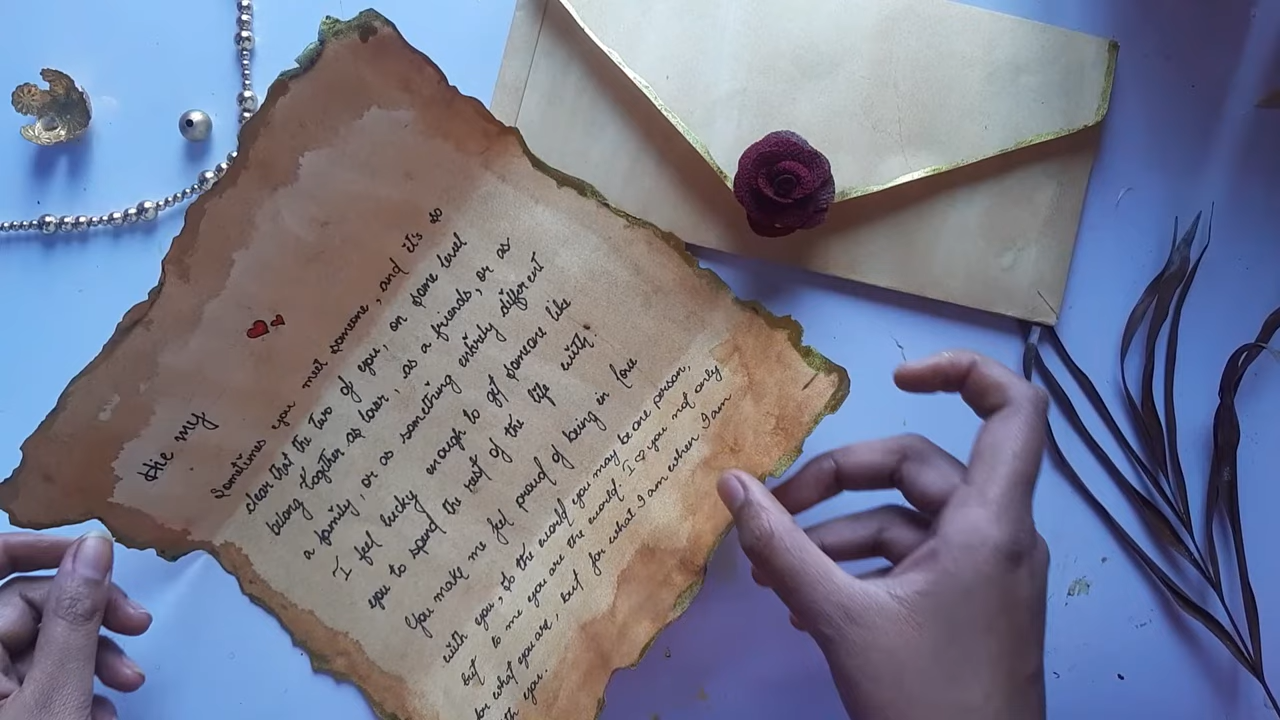 Hie my
Sometimes you meet someone, and it's so
clear that the two of you, on some level
belong together as lover, as a friends, or as
a family, or as something entirely different
I feel lucky enough to get someone like
you to spend the rest of the life with.
You make me feel proud of being in love
with you, to the world you may be one person,
but to me you are the world. I ♡ you not only
for what you are, but for what I am when I am
with you.